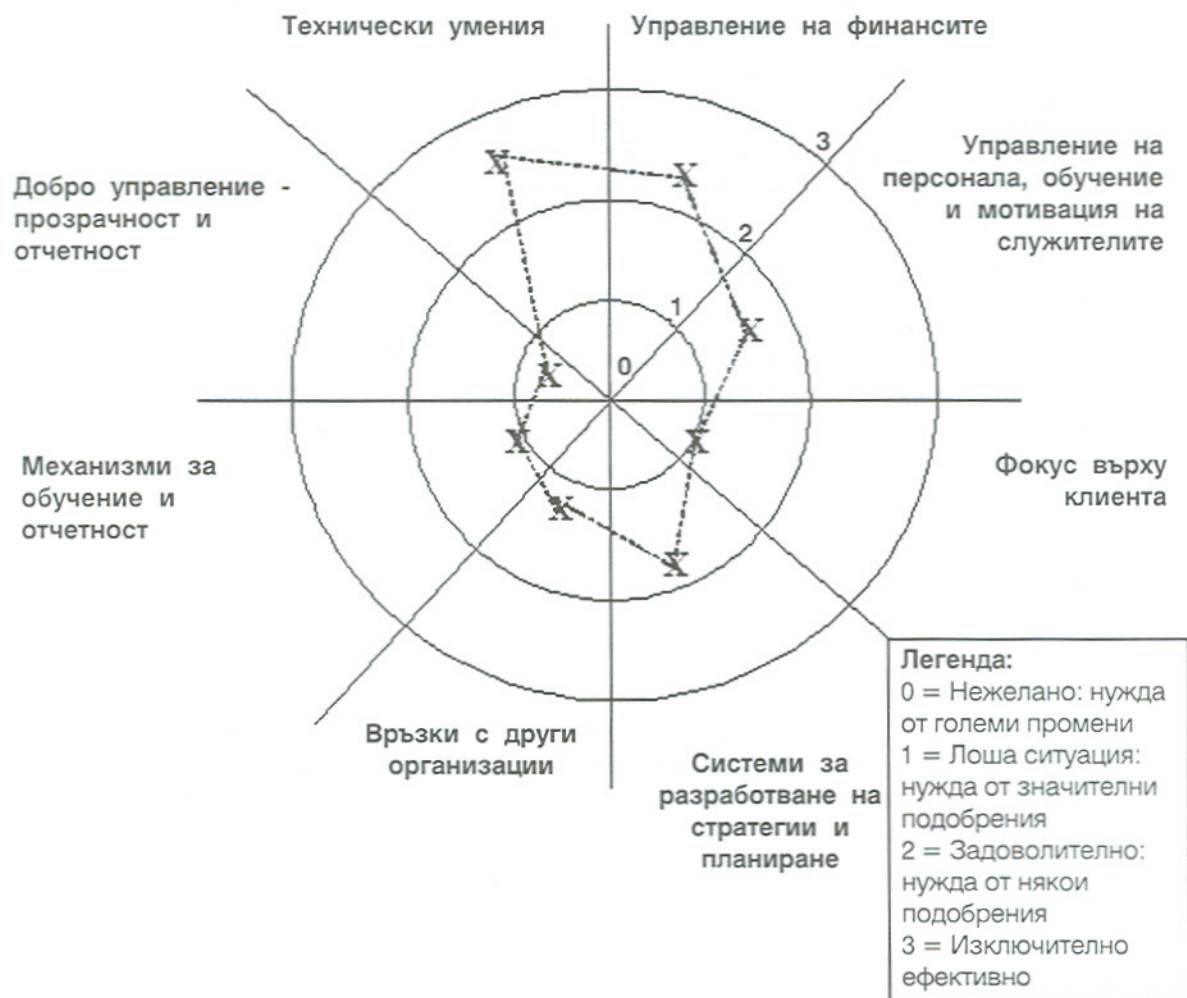 Технически умения
Управление на финансите
Управление на
персонала, обучение
и мотивация на
служителите
Добро управление -
прозрачност и
отчетност
3
2
1
0
X
X
X
X
X
X
X
X
Механизми за
обучение и
отчетност
Фокус върху
клиента
Връзки с други
организации
Системи за
разработване на
стратегии и
планиране
Легенда:
0 = Нежелано: нужда
от големи промени
1 = Лоша ситуация:
нужда от значителни
подобрения
2 = Задоволително:
нужда от някои
подобрения
3 = Изключително
ефективно